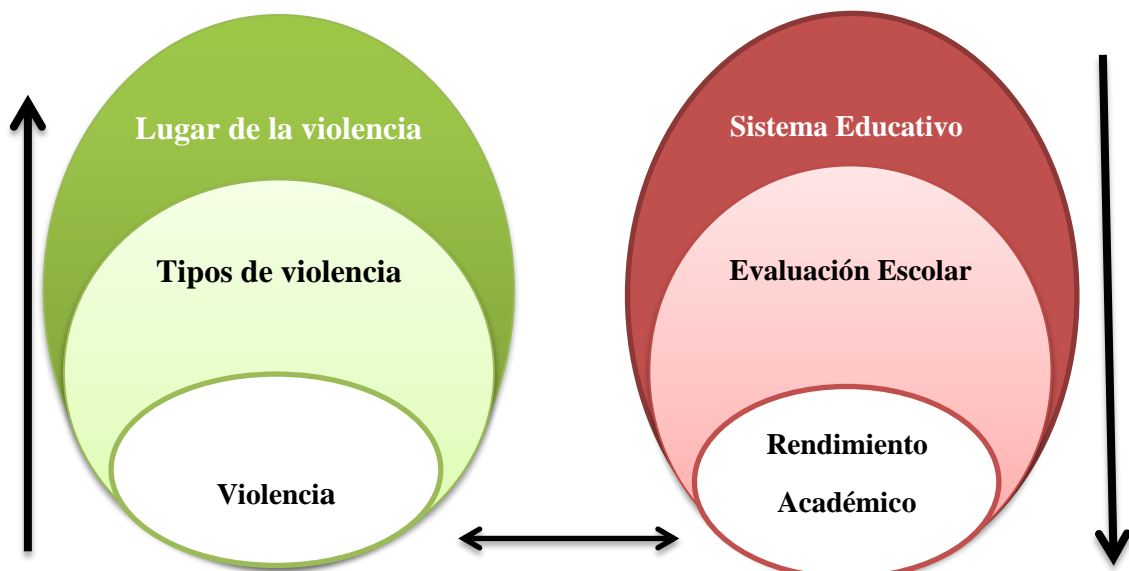 Lugar de la violencia
Tipos de violencia
Violencia
Sistema Educativo
Evaluación Escolar
Rendimiento
Académico